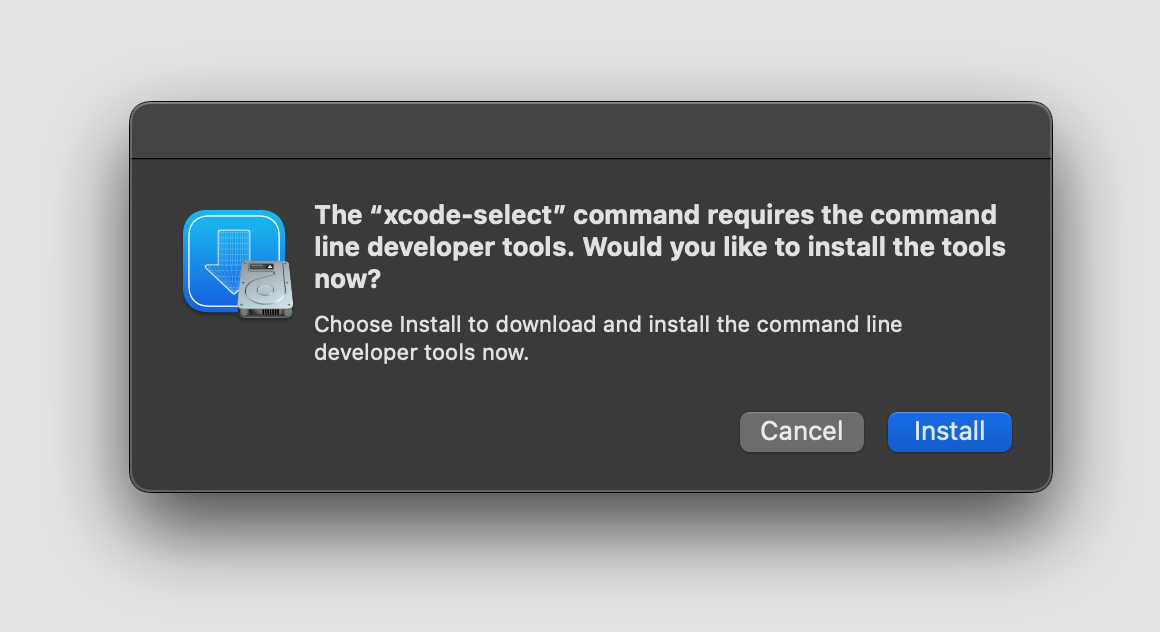 The “xcode-select” command requires the command
line developer tools. Would you like to install the tools
now?
Choose Install to download and install the command line
developer tools now.
Cancel
Install